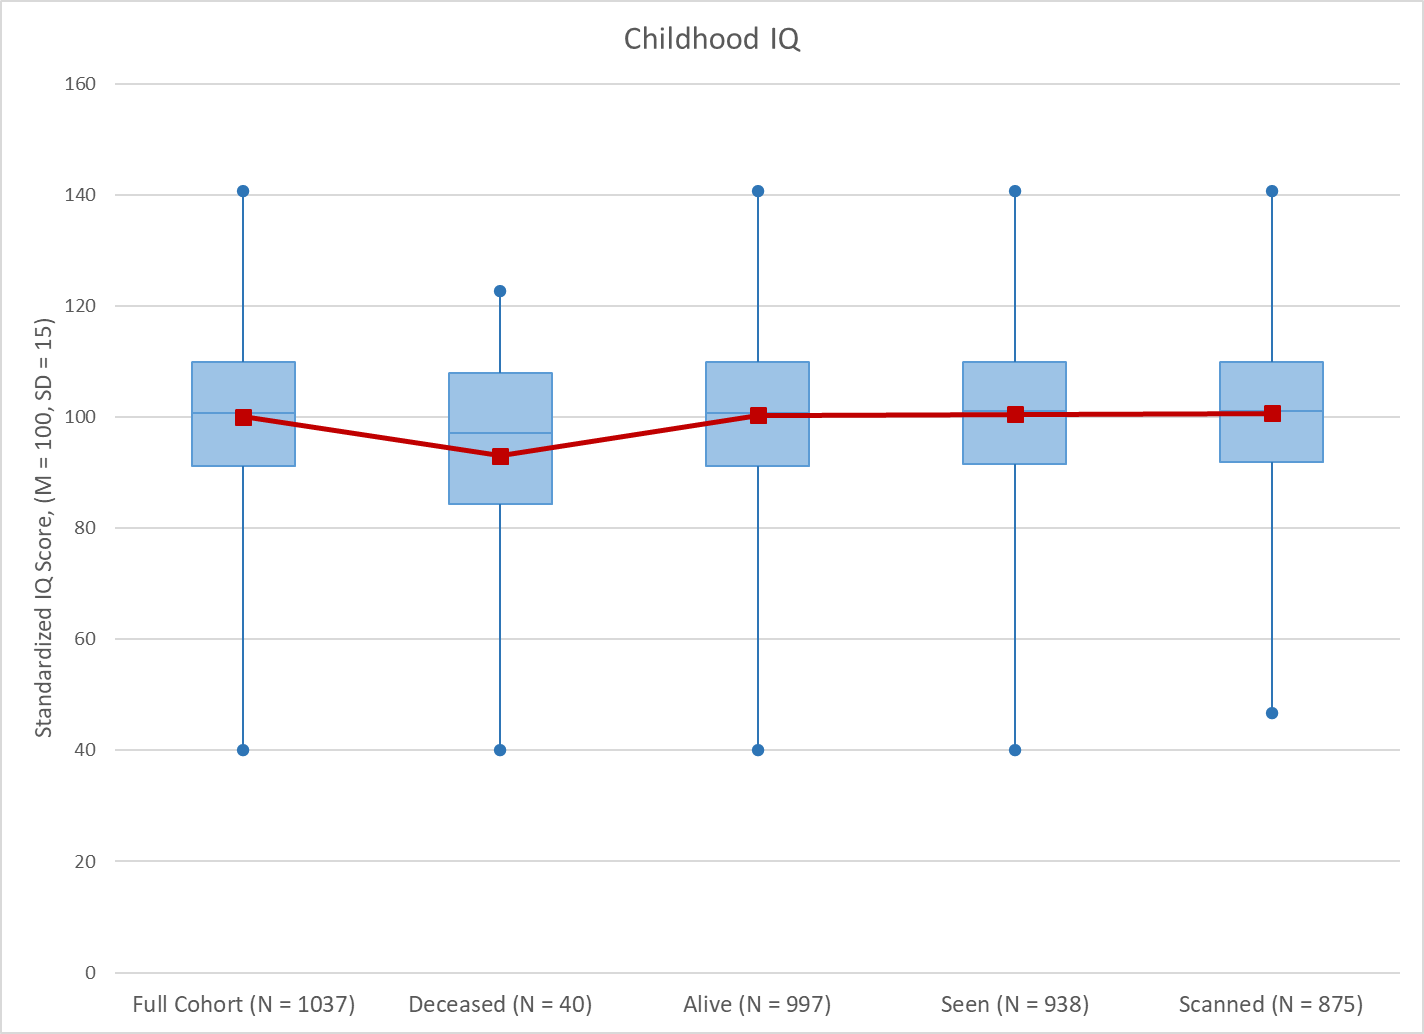 Childhood IQ
Standardized IQ Score, (M = 100, SD = 15)
160
140
120
100
80
60
40
20
0
Full Cohort (N = 1037)
Deceased (N = 40)
Alive (N = 997)
Seen (N = 938)
Scanned (N = 875)